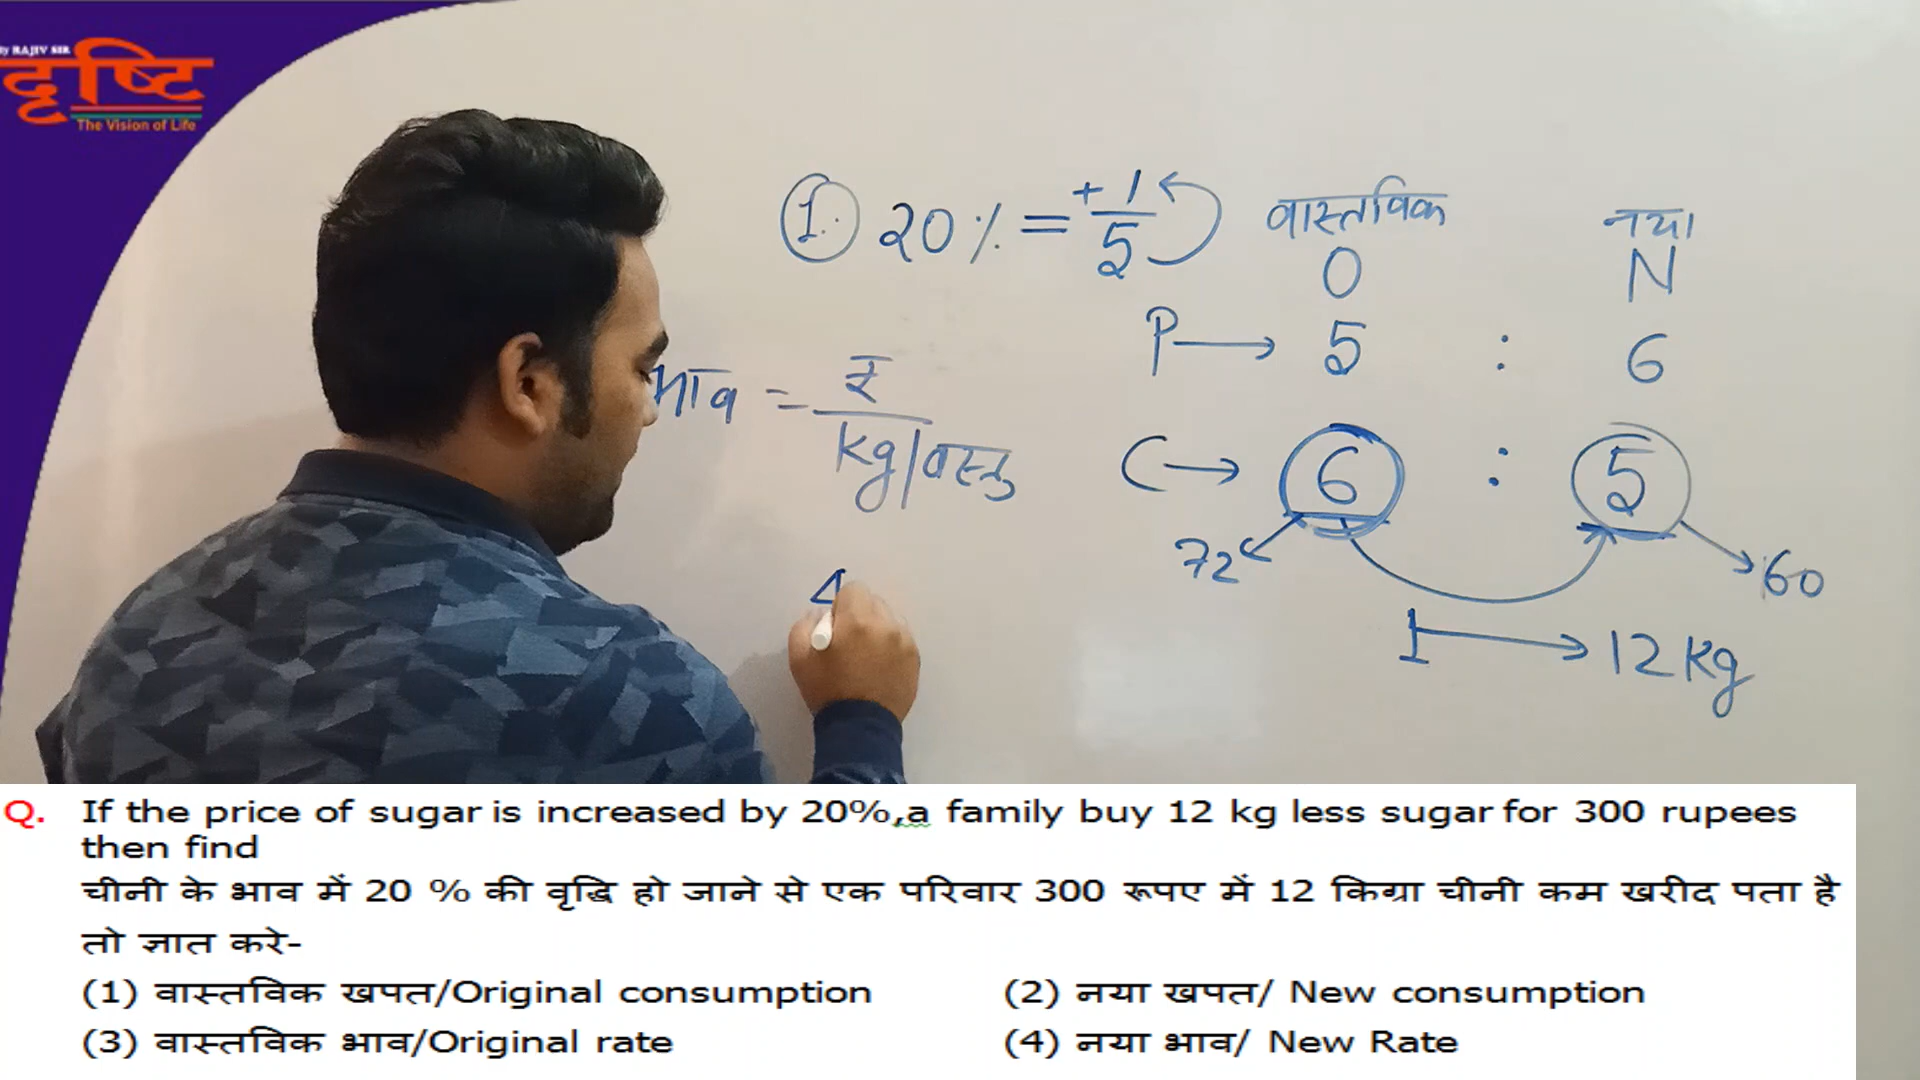 By RAJIV SIR
दृष्टि
The Vision of Life
1. 20% = +1/5
वास्तविक नया
O N
P → 5 : 6
भाव = ₹ / kg/वस्तु
C → 6 : 5
72 60
1 → 12 kg
Q. If the price of sugar is increased by 20%,a family buy 12 kg less sugar for 300 rupees
then find
चीनी के भाव में 20 % की वृद्धि हो जाने से एक परिवार 300 रूपए में 12 किग्रा चीनी कम खरीद पता है
तो ज्ञात करे-
(1) वास्तविक खपत/Original consumption (2) नया खपत/ New consumption
(3) वास्तविक भाव/Original rate (4) नया भाव/ New Rate